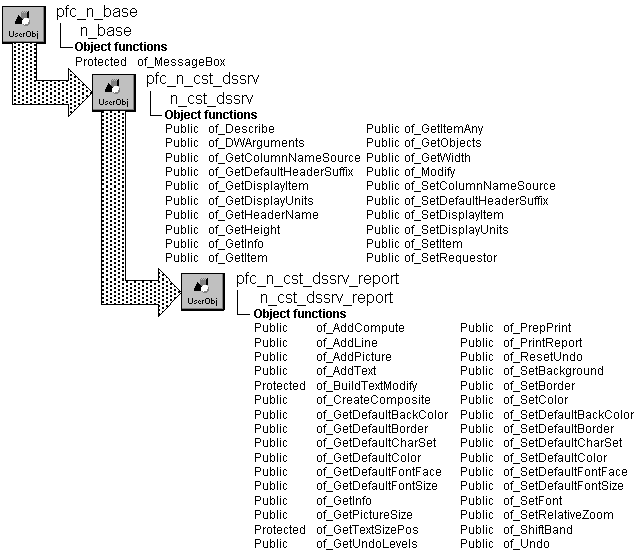 pfc_n_base
n_base
UserObj
Object functions
Protected of_MessageBox
pfc_n_cst_dssrv
n_cst_dssrv
UserObj
Object functions
Public of_Describe Public of_GetItemAny
Public of_DWArguments Public of_GetObjects
Public of_GetColumnNameSource Public of_GetWidth
Public of_GetDefaultHeaderSuffix Public of_Modify
Public of_GetDisplayItem Public of_SetColumnNameSource
Public of_GetDisplayUnits Public of_SetDefaultHeaderSuffix
Public of_GetHeaderName Public of_SetDisplayItem
Public of_GetHeight Public of_SetDisplayUnits
Public of_GetInfo Public of_SetItem
Public of_GetItem Public of_SetRequestor
pfc_n_cst_dssrv_report
n_cst_dssrv_report
UserObj
Object functions
Public of_AddCompute Public of_PrepPrint
Public of_AddLine Public of_PrintReport
Public of_AddPicture Public of_ResetUndo
Public of_AddText Public of_SetBackground
Protected of_BuildTextModify Public of_SetBorder
Public of_CreateComposite Public of_SetColor
Public of_GetDefaultBackColor Public of_SetDefaultBackColor
Public of_GetDefaultBorder Public of_SetDefaultBorder
Public of_GetDefaultCharSet Public of_SetDefaultCharSet
Public of_GetDefaultColor Public of_SetDefaultColor
Public of_GetDefaultFontFace Public of_SetDefaultFontFace
Public of_GetDefaultFontSize Public of_SetDefaultFontSize
Public of_GetInfo Public of_SetFont
Public of_GetPictureSize Public of_SetRelativeZoom
Protected of_GetTextSizePos Public of_ShiftBand
Public of_GetUndoLevels Public of_Undo